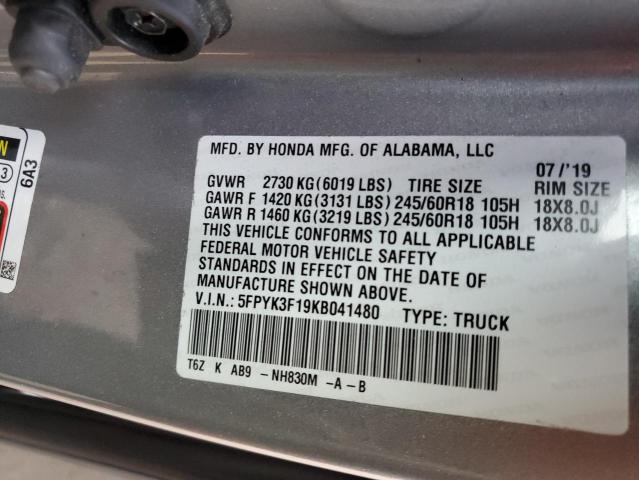 MFD. BY HONDA MFG. OF ALABAMA, LLC
07 /'19
GVWR 2730 KG(6019 LBS) TIRE SIZE RIM SIZE
GAWR F 1420 KG(3131 LBS) 245/60R18 105H 18X8.0J
GAWR R 1460 KG(3219 LBS) 245/60R18 105H 18X8.0J
THIS VEHICLE CONFORMS TO ALL APPLICABLE
FEDERAL MOTOR VEHICLE SAFETY
STANDARDS IN EFFECT ON THE DATE OF
MANUFACTURE SHOWN ABOVE.
V.I.N.: 5FPYK3F19KB041480 TYPE: TRUCK
T6Z K AB9 -NH830M -A-B
6A3